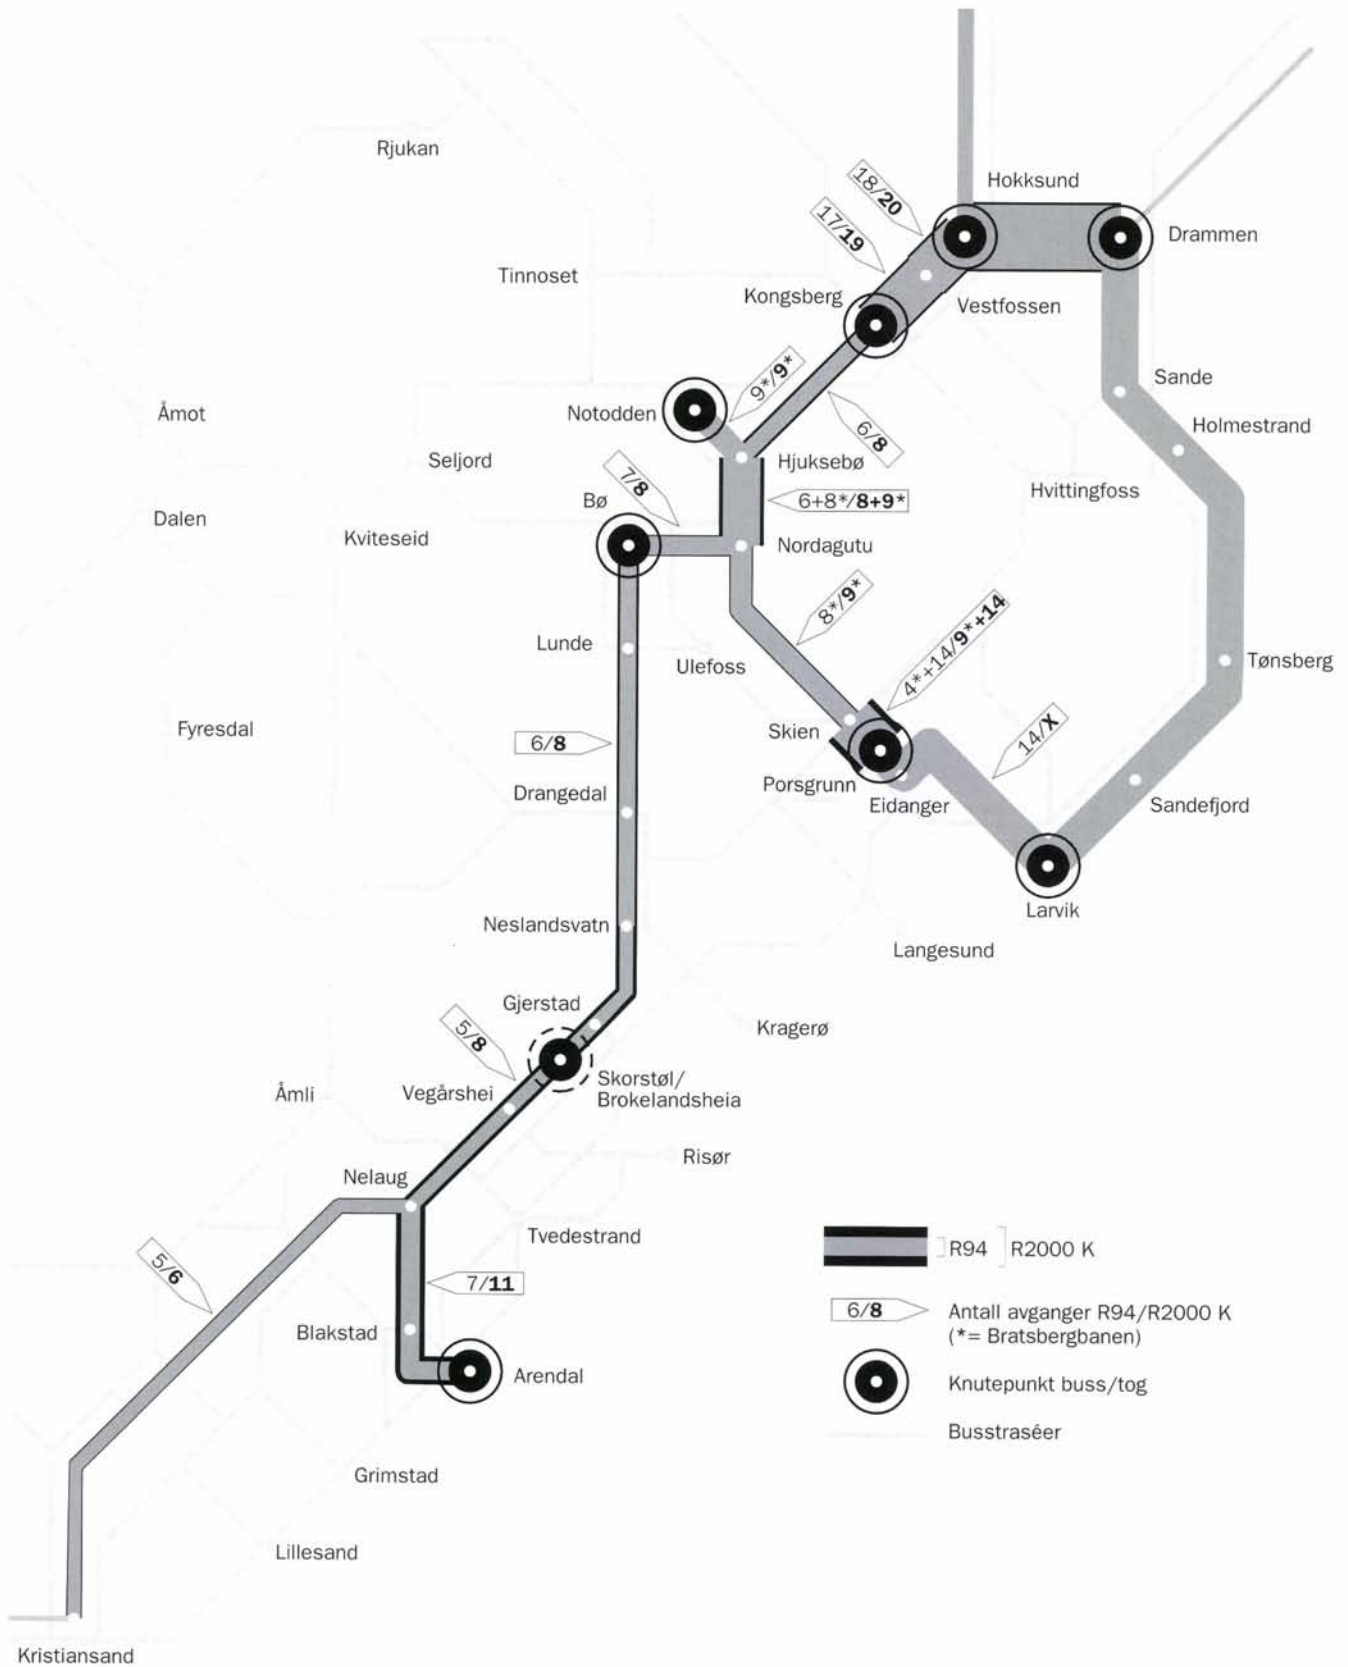 Rjukan
Hokksund
18/20
17/19
Drammen
Tinnoset
Kongsberg
Vestfossen
9*/9*
Sande
Åmot
Notodden
6/8
Holmestrand
Seljord
7/8
Hjuksebø
Bø
6+8*/8+9*
Hvittingfoss
Dalen
Kviteseid
Nordagutu
8*/9*
4*+14/9*+14
Lunde
Ulefoss
Tønsberg
Fyresdal
Skien
14/X
6/8
Porsgrunn
Drangedal
Eidanger
Sandefjord
Larvik
Neslandsvatn
Langesund
Gjerstad
5/8
Kragerø
Skorstøl/
Brokelandsheia
Åmli
Vegårshei
Risør
Nelaug
Tvedestrand
5/6
7/11
Blakstad
Arendal
Grimstad
Lillesand
Kristiansand
R94 R2000 K
6/8 Antall avganger R94/R2000 K
(*= Bratsbergbanen)
Knutepunkt buss/tog
Busstraséer